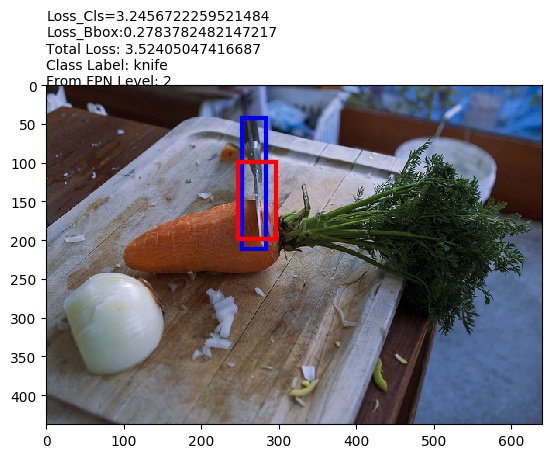 Loss_Cls=3.2456722259521484
Loss_Bbox:0.2783782482147217
Total Loss: 3.52405047416687
Class Label: knife
From FPN Level: 2
0
50
100
150
200
250
300
350
400
0 100 200 300 400 500 600